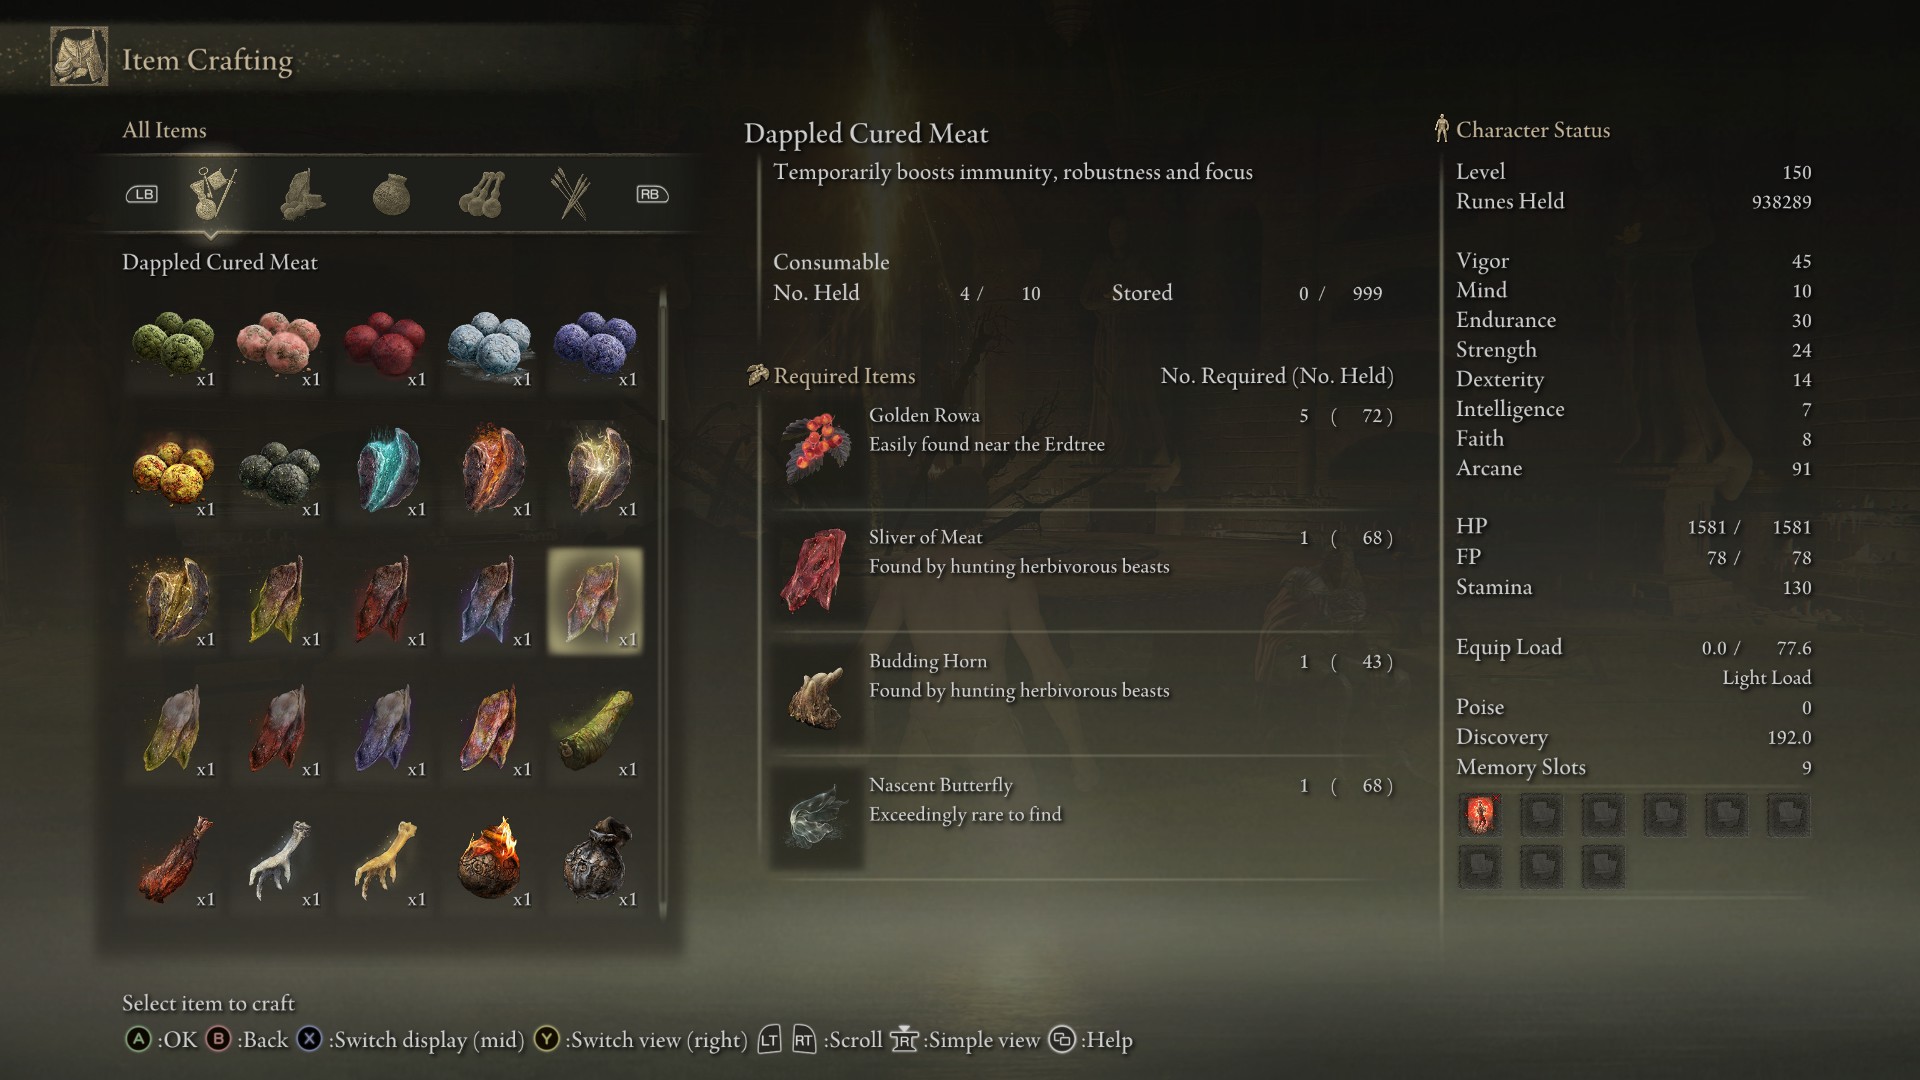 Item Crafting
All Items
LB
RB
Dappled Cured Meat
x1 x1 x1 x1 x1
x1 x1 x1 x1 x1
x1 x1 x1 x1 x1
x1 x1 x1 x1 x1
x1 x1 x1 x1 x1
Dappled Cured Meat
Temporarily boosts immunity, robustness and focus
Consumable
No. Held 4 / 10 Stored 0 / 999
Required Items No. Required (No. Held)
Golden Rowa 5 ( 72 )
Easily found near the Erdtree
Sliver of Meat 1 ( 68 )
Found by hunting herbivorous beasts
Budding Horn 1 ( 43 )
Found by hunting herbivorous beasts
Nascent Butterfly 1 ( 68 )
Exceedingly rare to find
Character Status
Level 150
Runes Held 938289
Vigor 45
Mind 10
Endurance 30
Strength 24
Dexterity 14
Intelligence 7
Faith 8
Arcane 91
HP 1581 / 1581
FP 78 / 78
Stamina 130
Equip Load 0.0 / 77.6
Light Load
Poise 0
Discovery 192.0
Memory Slots 9
Select item to craft
A :OK B :Back X :Switch display (mid) Y :Switch view (right) LT RT :Scroll R :Simple view :Help